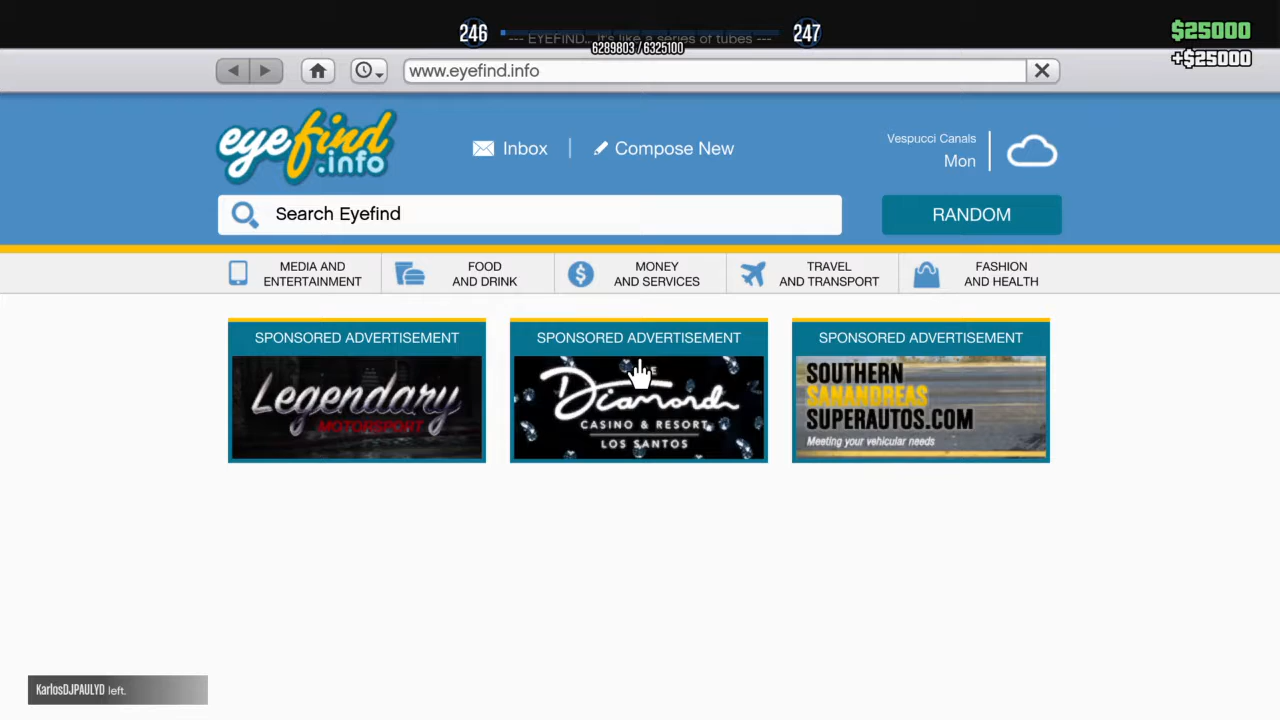 246
--- EYEFIND... It's like a series of tubes ---
247
6289803 / 6325100
$25000
+$25000
www.eyefind.info
eyefind
.info
Inbox
Compose New
Vespucci Canals
Mon
Search Eyefind
RANDOM
MEDIA AND
ENTERTAINMENT
FOOD
AND DRINK
MONEY
AND SERVICES
TRAVEL
AND TRANSPORT
FASHION
AND HEALTH
SPONSORED ADVERTISEMENT
Legendary
MOTORSPORT
SPONSORED ADVERTISEMENT
Diamond
CASINO & RESORT
LOS SANTOS
SPONSORED ADVERTISEMENT
SOUTHERN
SANANDREAS
SUPERAUTOS.COM
Meeting your vehicular needs
KarlosDJPAULYD left.